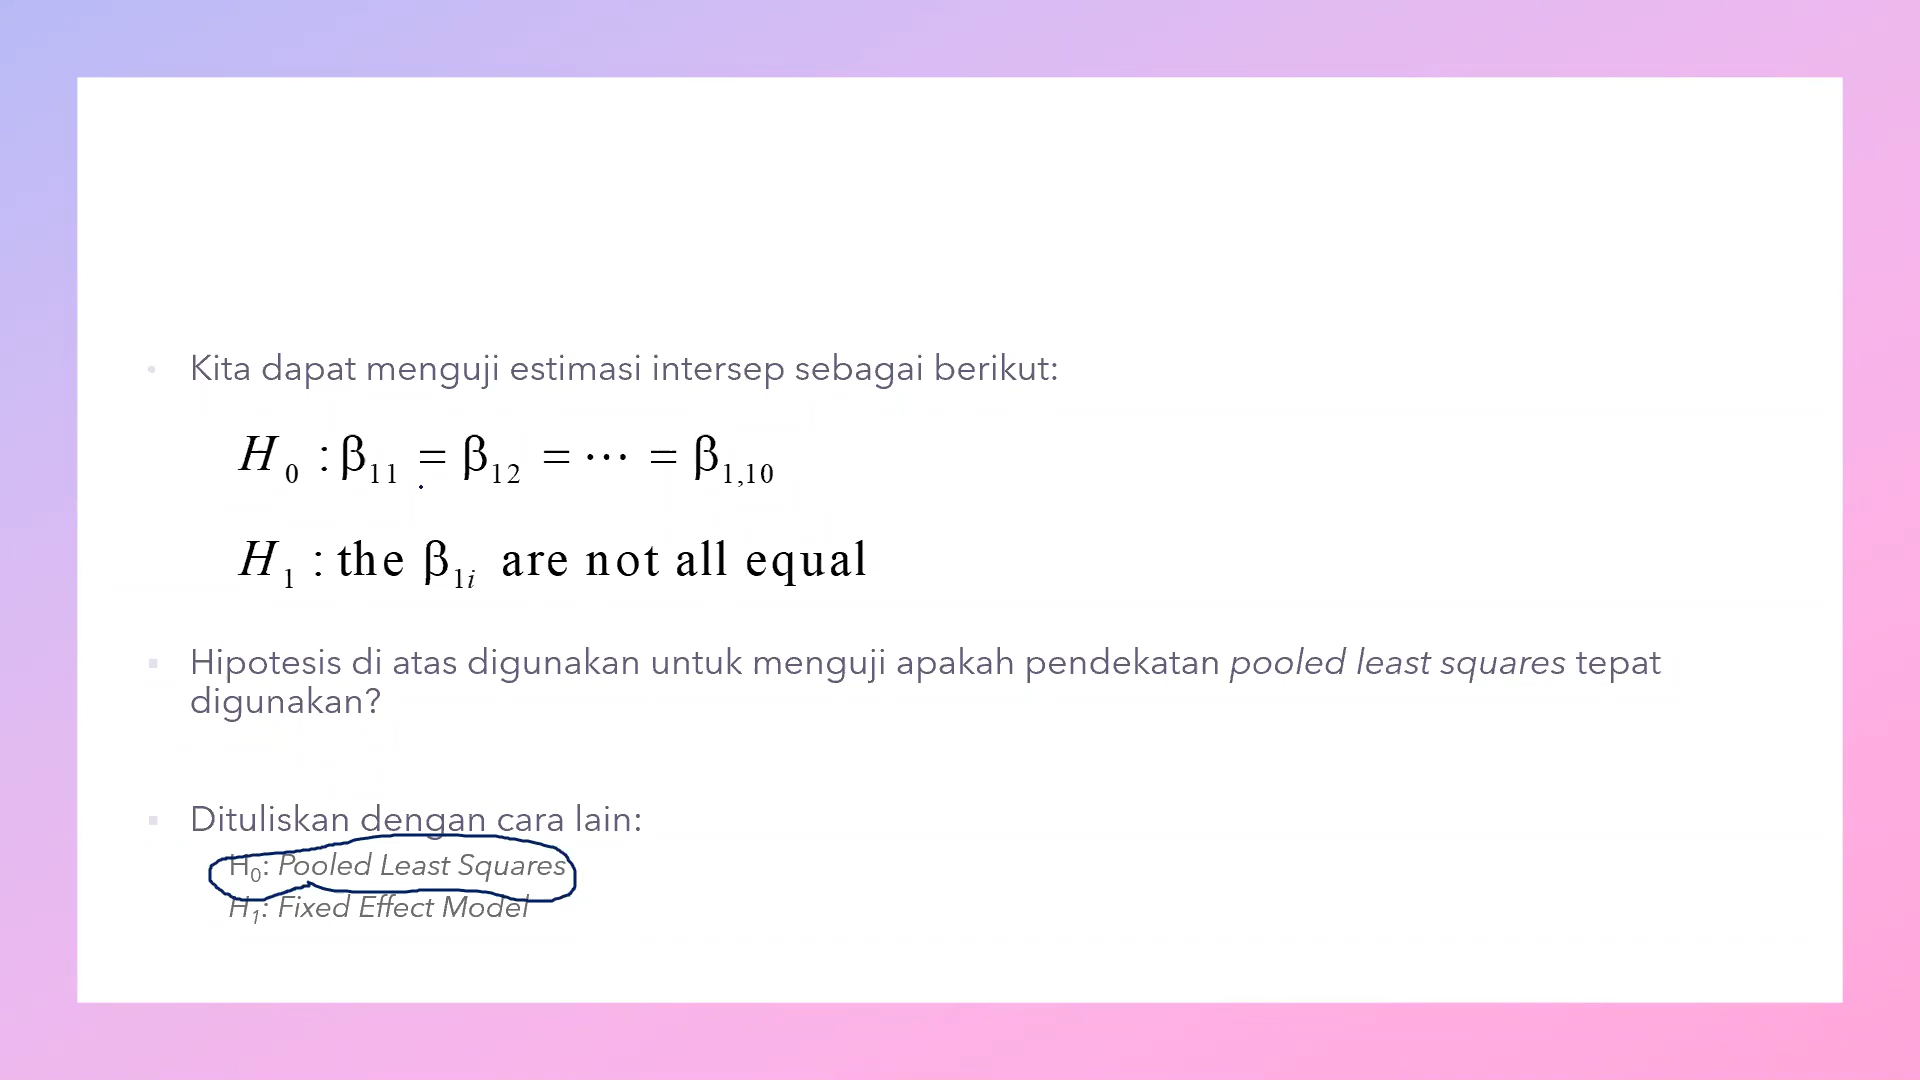 Kita dapat menguji estimasi intersep sebagai berikut:
H₀ : β₁₁ = β₁₂ = ⋯ = β₁,₁₀
H₁ : the β₁ᵢ are not all equal
Hipotesis di atas digunakan untuk menguji apakah pendekatan pooled least squares tepat
digunakan?
Dituliskan dengan cara lain:
H₀: Pooled Least Squares
H₁: Fixed Effect Model